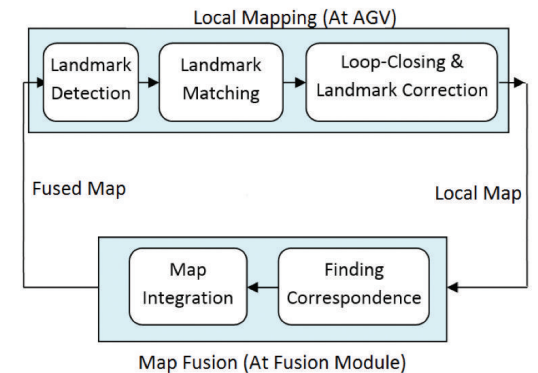 Local Mapping (At AGV)
Landmark
Detection
Landmark
Matching
Loop-Closing &
Landmark Correction
Fused Map
Local Map
Map
Integration
Finding
Correspondence
Map Fusion (At Fusion Module)